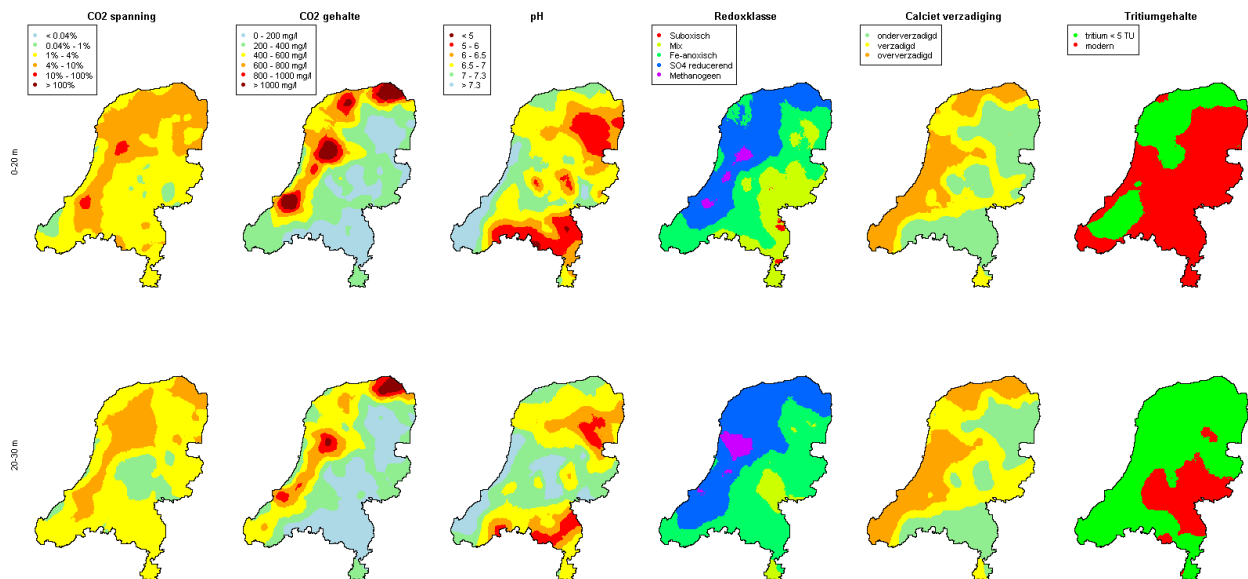 CO2 spanning
< 0.04%
0.04% - 1%
1% - 4%
4% - 10%
10% - 100%
> 100%
CO2 gehalte
0 - 200 mg/l
200 - 400 mg/l
400 - 600 mg/l
600 - 800 mg/l
800 - 1000 mg/l
> 1000 mg/l
pH
< 5
5 - 6
6 - 6.5
6.5 - 7
7 - 7.3
> 7.3
Redoxklasse
Suboxisch
Mix
Fe-anoxisch
SO4 reducerend
Methanogeen
Calciet verzadiging
onderverzadigd
verzadigd
oververzadigd
Tritiumgehalte
tritium < 5 TU
modern
0-20 m
20-30 m